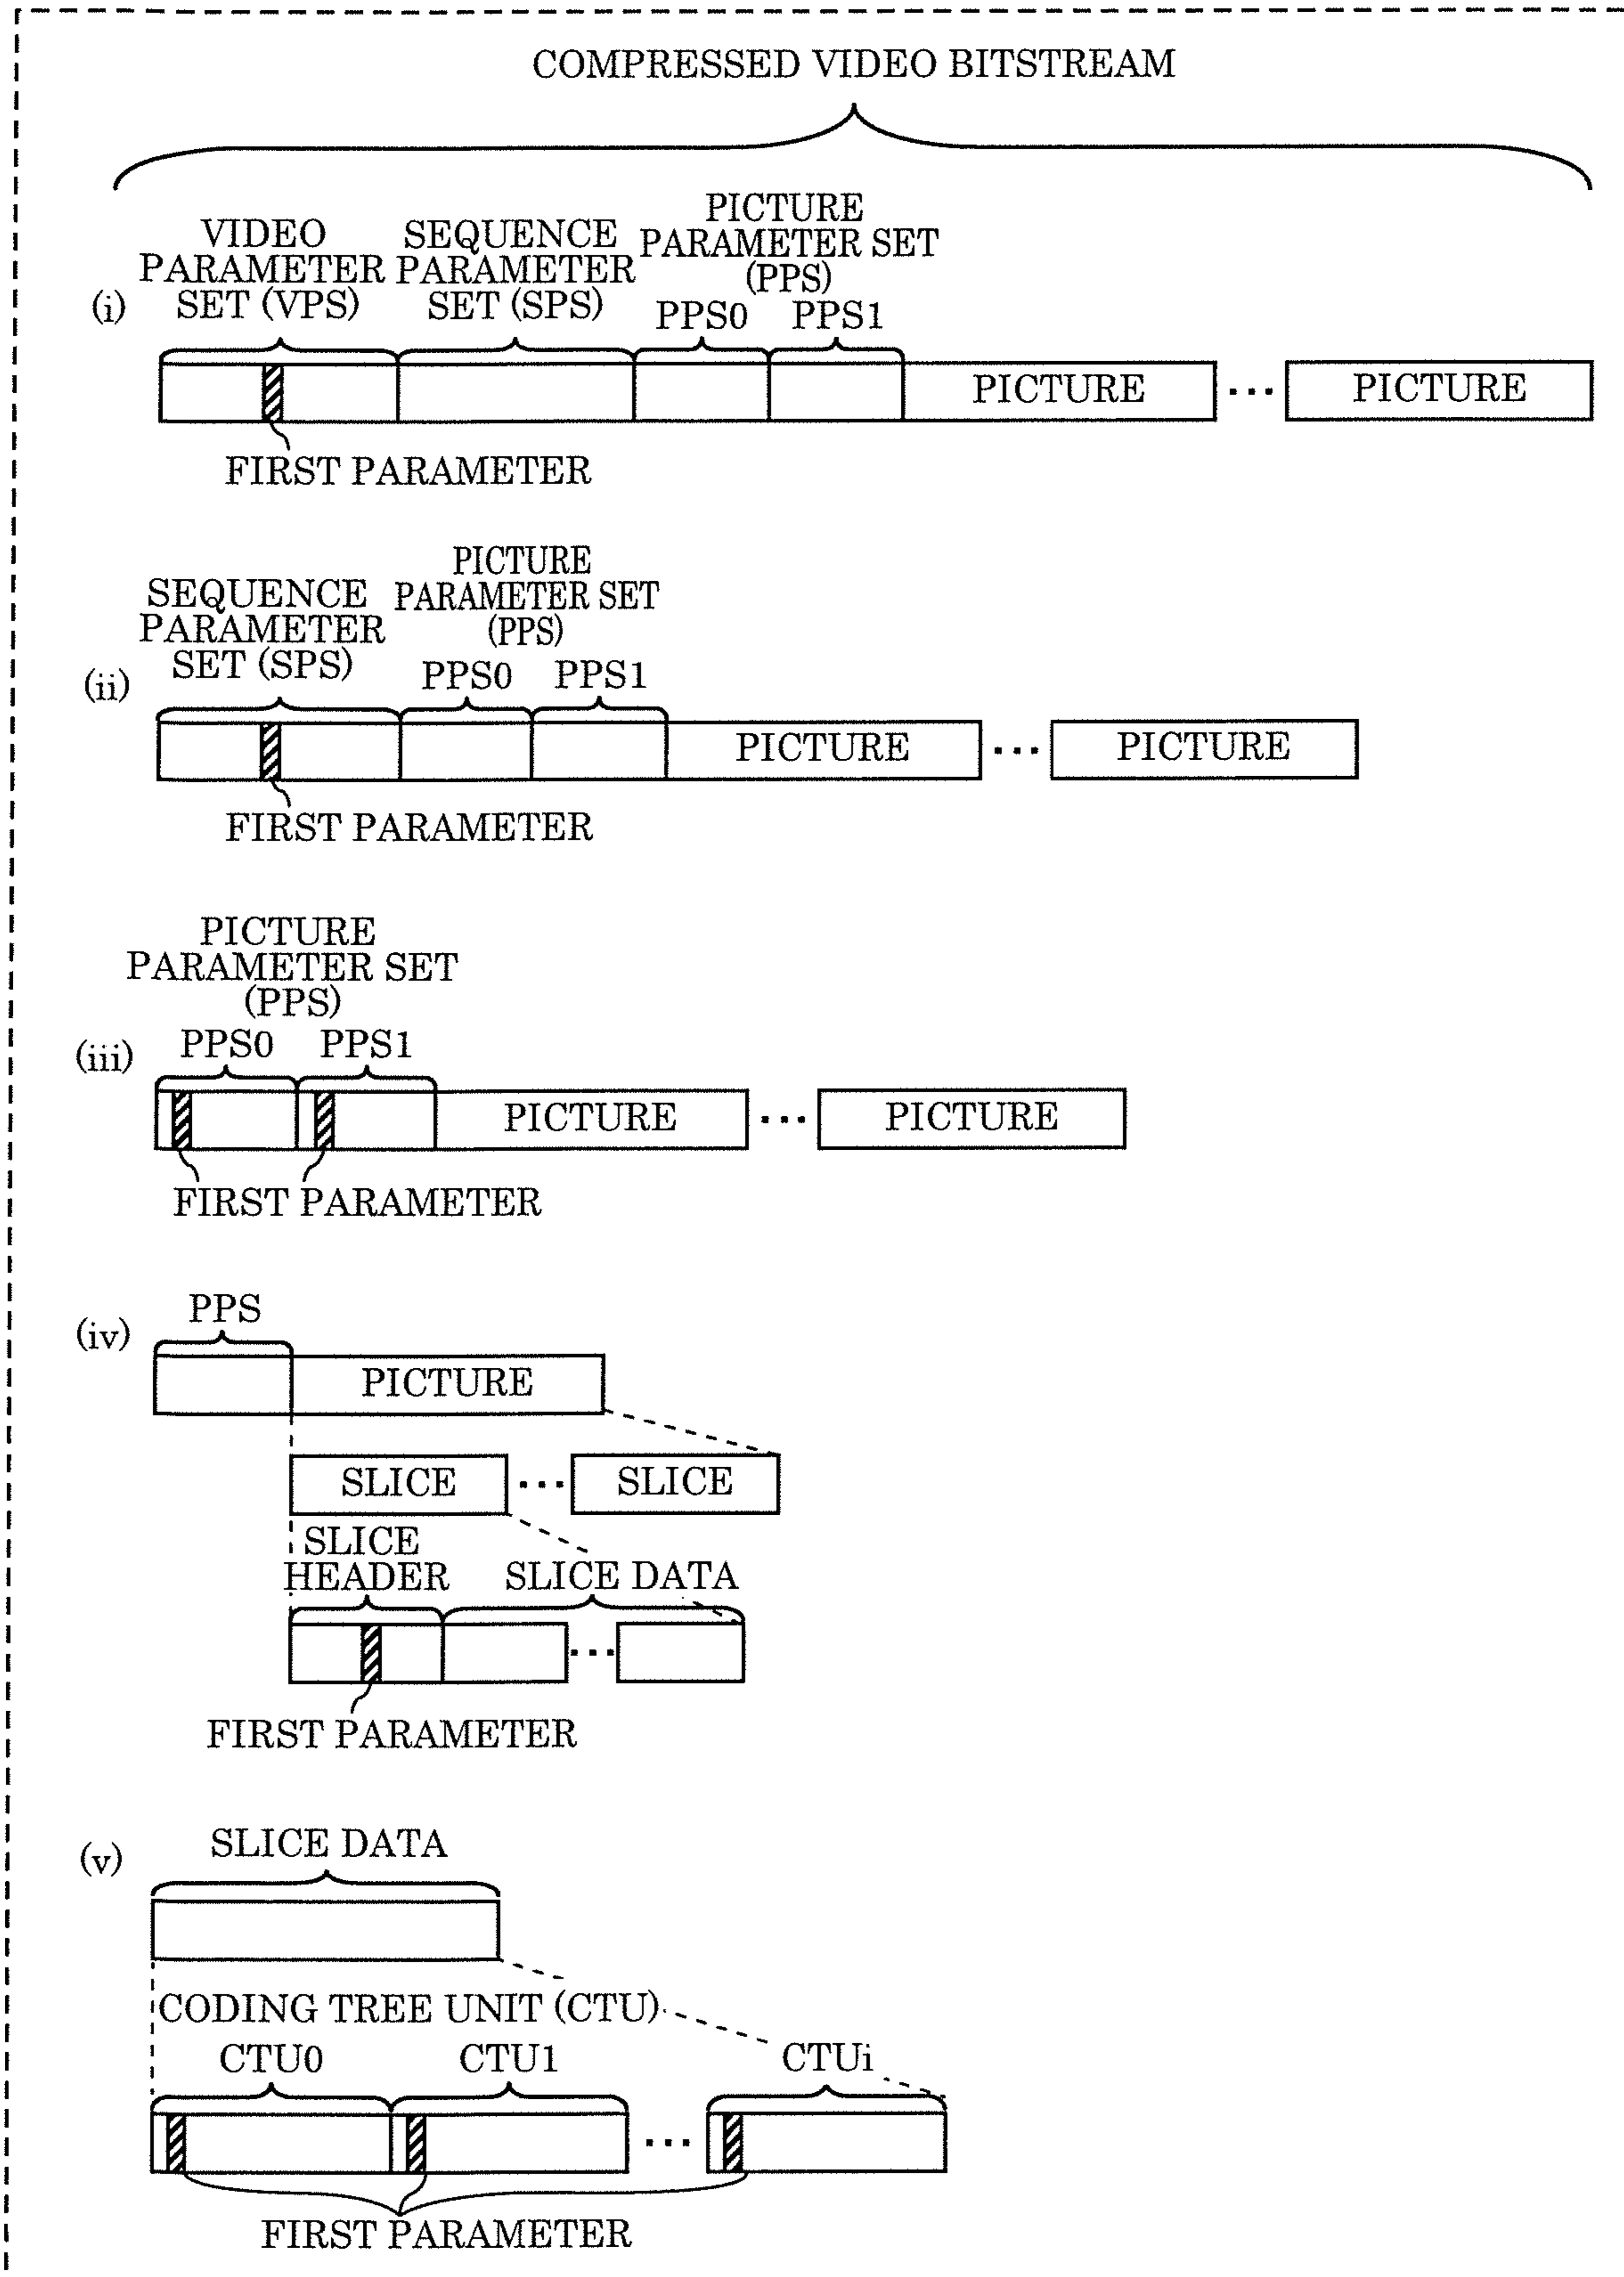 COMPRESSED VIDEO BITSTREAM
(i)
VIDEO
PARAMETER
SET (VPS)
SEQUENCE
PARAMETER
SET (SPS)
PICTURE
PARAMETER SET
(PPS)
PPS0 PPS1
PICTURE ... PICTURE
FIRST PARAMETER
(ii)
SEQUENCE
PARAMETER
SET (SPS)
PICTURE
PARAMETER SET
(PPS)
PPS0 PPS1
PICTURE ... PICTURE
FIRST PARAMETER
(iii)
PICTURE
PARAMETER SET
(PPS)
PPS0 PPS1
PICTURE ... PICTURE
FIRST PARAMETER
(iv)
PPS
PICTURE
SLICE ... SLICE
SLICE
HEADER
SLICE DATA
...
FIRST PARAMETER
(v)
SLICE DATA
CODING TREE UNIT (CTU)
CTU0 CTU1 CTUi
...
FIRST PARAMETER